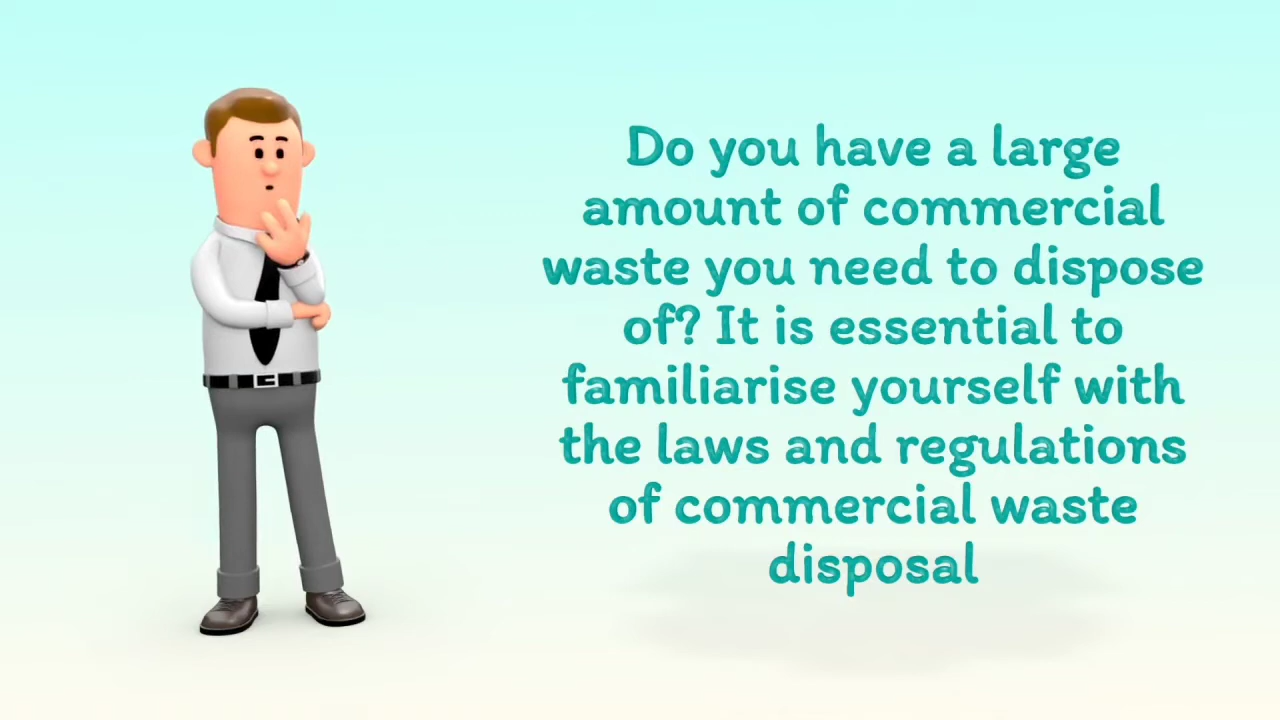 Do you have a large
amount of commercial
waste you need to dispose
of? It is essential to
familiarise yourself with
the laws and regulations
of commercial waste
disposal